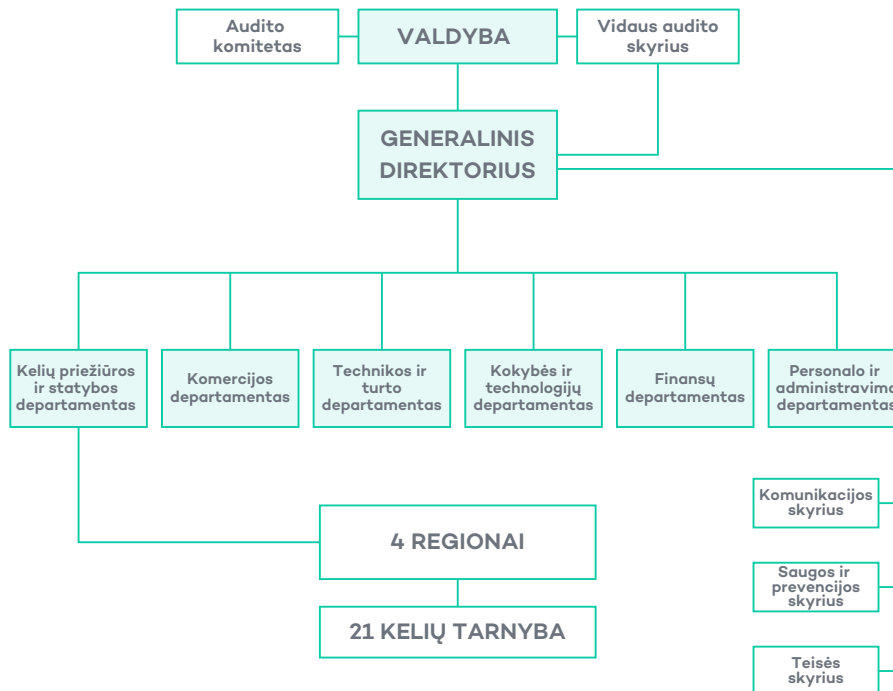 Audito
komitetas
VALDYBA
Vidaus audito
skyrius
GENERALINIS
DIREKTORIUS
Kelių priežiūros
ir statybos
departamentas
Komercijos
departamentas
Technikos ir
turto
departamentas
Kokybės ir
technologijų
departamentas
Finansų
departamentas
Personalo ir
administravimo
departamentas
4 REGIONAI
21 KELIŲ TARNYBA
Komunikacijos
skyrius
Saugos ir
prevencijos
skyrius
Teisės
skyrius